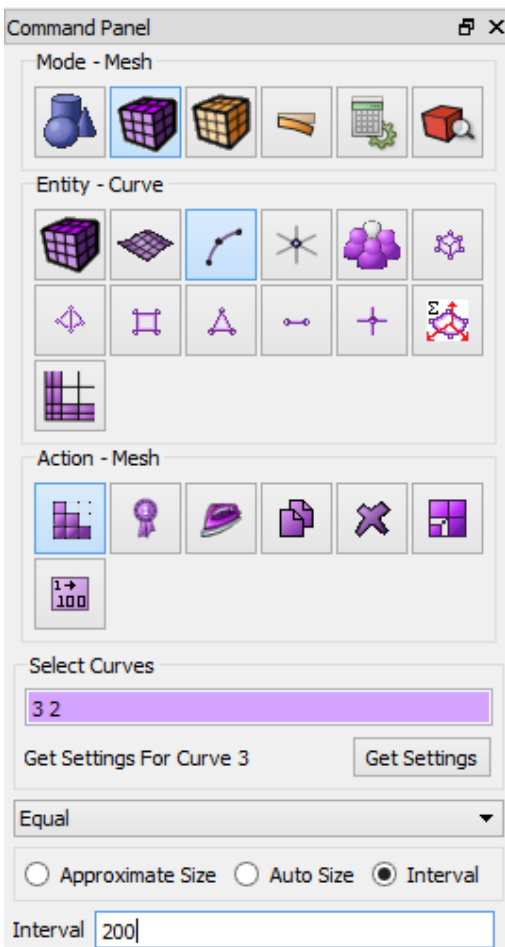 Command Panel
Mode - Mesh
Entity - Curve
Σ
Action - Mesh
1
1→
100
Select Curves
3 2
Get Settings For Curve 3 Get Settings
Equal
Approximate Size Auto Size Interval
Interval 200